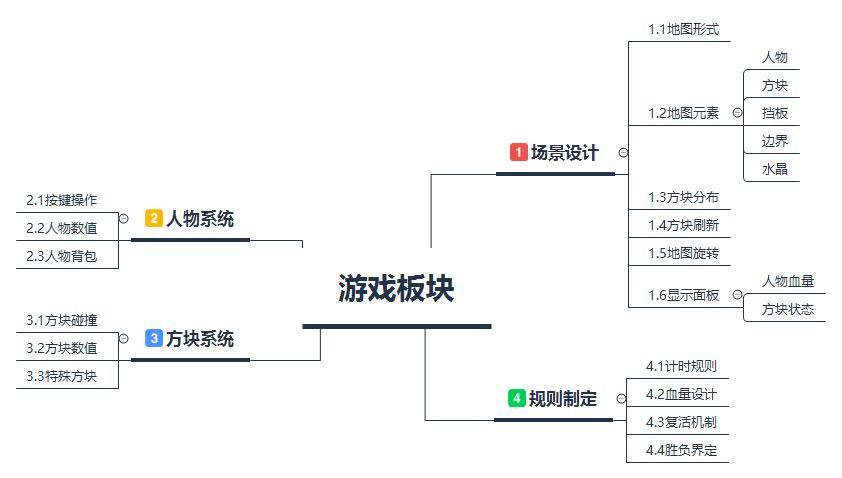 游戏板块
1 场景设计
1.1地图形式
1.2地图元素
人物
方块
挡板
边界
水晶
1.3方块分布
1.4方块刷新
1.5地图旋转
1.6显示面板
人物血量
方块状态
2 人物系统
2.1按键操作
2.2人物数值
2.3人物背包
3 方块系统
3.1方块碰撞
3.2方块数值
3.3特殊方块
4 规则制定
4.1计时规则
4.2血量设计
4.3复活机制
4.4胜负界定